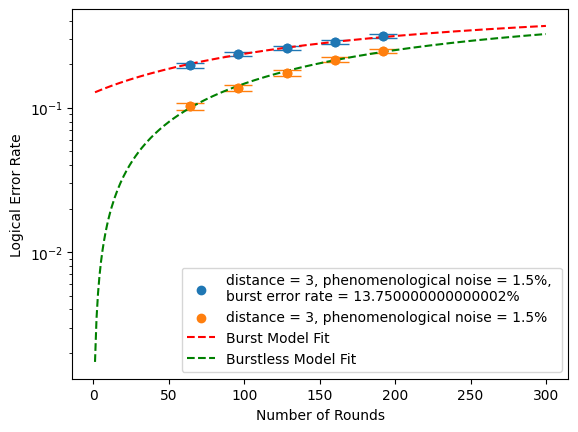 Logical Error Rate
10⁻¹
10⁻²
distance = 3, phenomenological noise = 1.5%,
burst error rate = 13.750000000000002%
distance = 3, phenomenological noise = 1.5%
Burst Model Fit
Burstless Model Fit
0 50 100 150 200 250 300
Number of Rounds